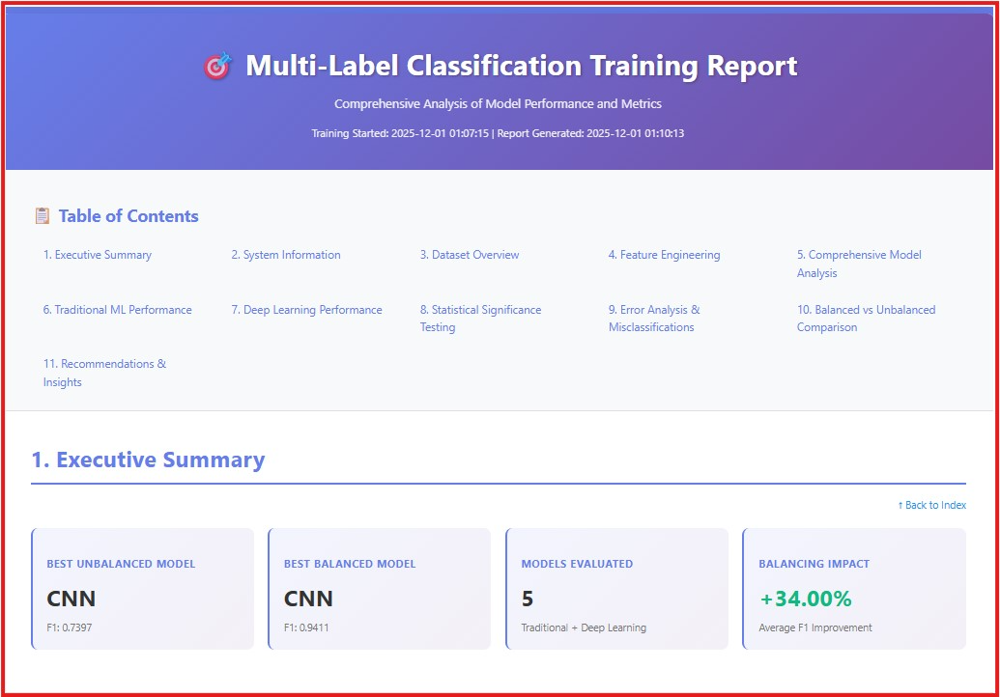 Multi-Label Classification Training Report
Comprehensive Analysis of Model Performance and Metrics
Training Started: 2025-12-01 01:07:15 | Report Generated: 2025-12-01 01:10:13
Table of Contents
1. Executive Summary
2. System Information
3. Dataset Overview
4. Feature Engineering
5. Comprehensive Model
Analysis
6. Traditional ML Performance
7. Deep Learning Performance
8. Statistical Significance
Testing
9. Error Analysis &
Misclassifications
10. Balanced vs Unbalanced
Comparison
11. Recommendations &
Insights
1. Executive Summary
↑ Back to Index
BEST UNBALANCED MODEL
CNN
F1: 0.7397
BEST BALANCED MODEL
CNN
F1: 0.9411
MODELS EVALUATED
5
Traditional + Deep Learning
BALANCING IMPACT
+34.00%
Average F1 Improvement